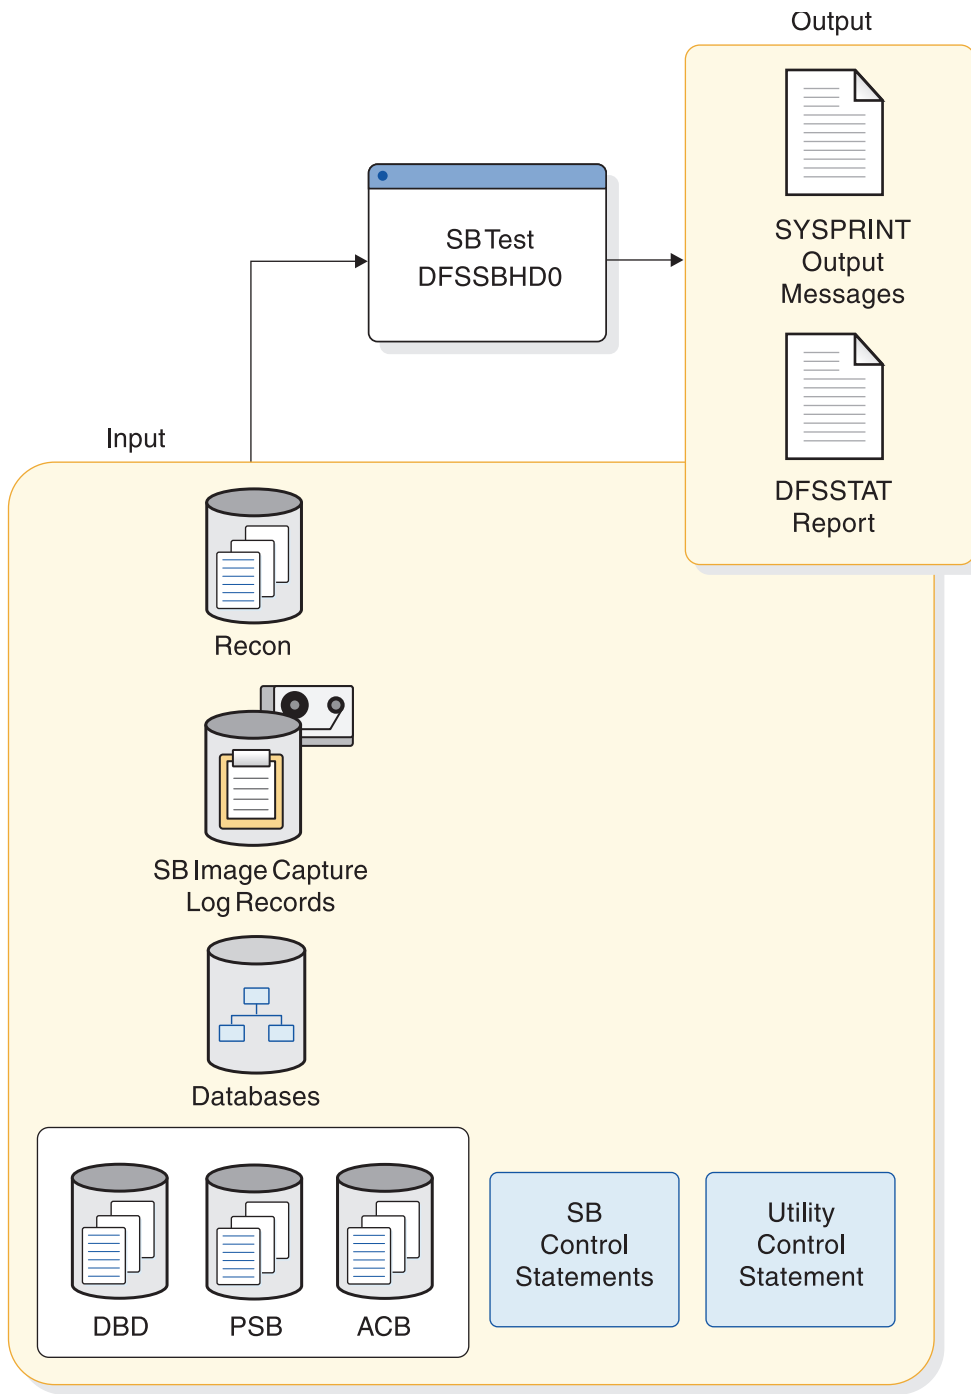 Output
SYSPRINT
Output
Messages
DFSSTAT
Report
SB Test
DFSSBHD0
Input
Recon
SB Image Capture
Log Records
Databases
DBD
PSB
ACB
SB
Control
Statements
Utility
Control
Statement